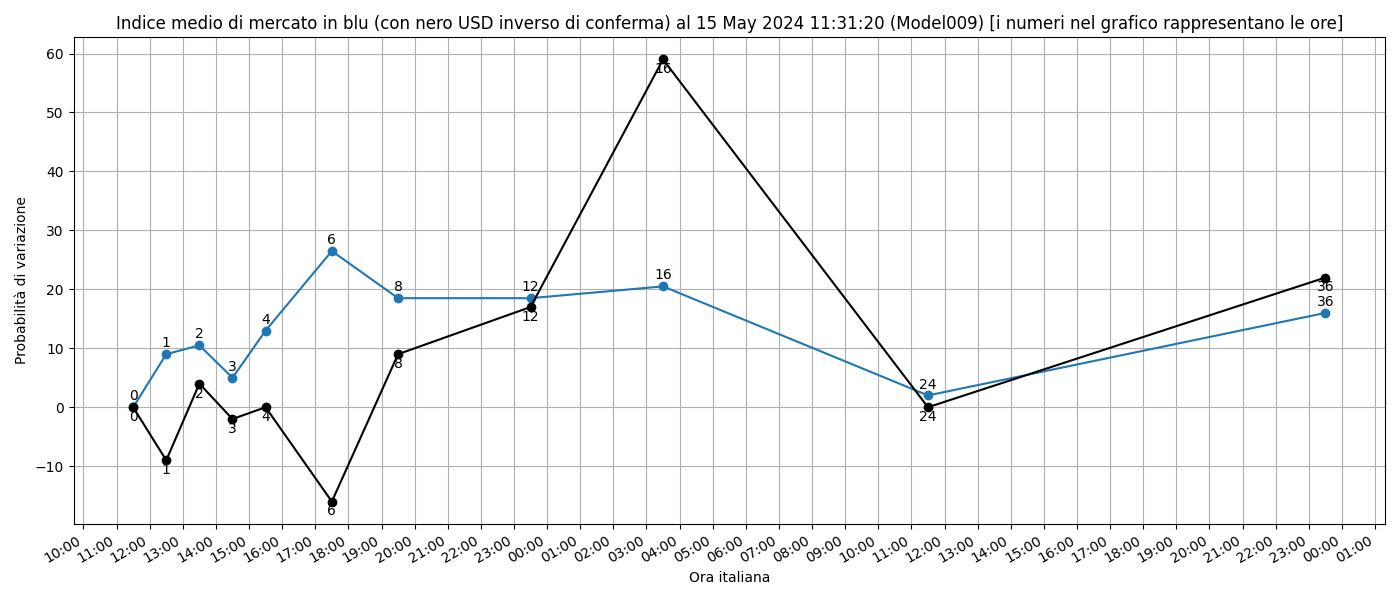 Indice medio di mercato in blu (con nero USD inverso di conferma) al 15 May 2024 11:31:20 (Model009) [i numeri nel grafico rappresentano le ore]
Probabilità di variazione
60
50
40
30
20
10
0
−10
0 1 2 3 4 6 8 12 16 24 36
0 1 2 3 4 6 8 12 16 24 36
10:00 11:00 12:00 13:00 14:00 15:00 16:00 17:00 18:00 19:00 20:00 21:00 22:00 23:00 00:00 01:00 02:00 03:00 04:00 05:00 06:00 07:00 08:00 09:00 10:00 11:00 12:00 13:00 14:00 15:00 16:00 17:00 18:00 19:00 20:00 21:00 22:00 23:00 00:00 01:00
Ora italiana